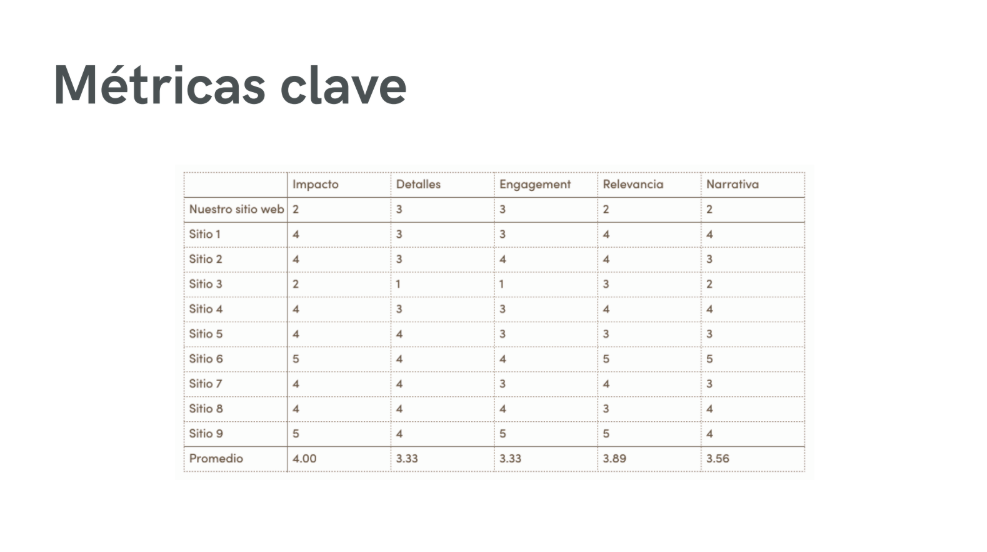 Métricas clave
Impacto Detalles Engagement Relevancia Narrativa
Nuestro sitio web 2 3 3 2 2
Sitio 1 4 3 3 4 4
Sitio 2 4 3 4 4 3
Sitio 3 2 1 1 3 2
Sitio 4 4 3 3 4 4
Sitio 5 4 4 3 3 3
Sitio 6 5 4 4 5 5
Sitio 7 4 4 3 4 3
Sitio 8 4 4 4 3 4
Sitio 9 5 4 5 5 4
Promedio 4.00 3.33 3.33 3.89 3.56